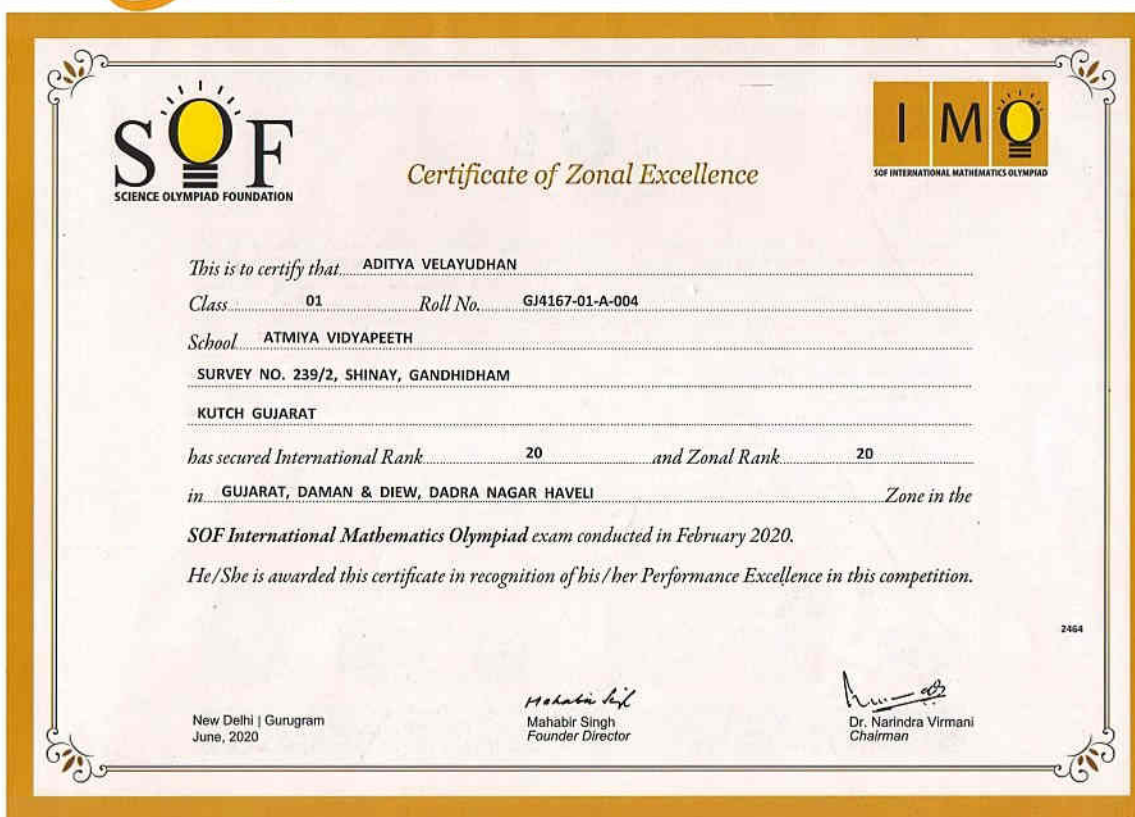 SOF
SCIENCE OLYMPIAD FOUNDATION
IMO
SOF INTERNATIONAL MATHEMATICS OLYMPIAD
Certificate of Zonal Excellence
This is to certify that ADITYA VELAYUDHAN
Class 01 Roll No. GJ4167-01-A-004
School ATMIYA VIDYAPEETH
SURVEY NO. 239/2, SHINAY, GANDHIDHAM
KUTCH GUJARAT
has secured International Rank 20 and Zonal Rank 20
in GUJARAT, DAMAN & DIEW, DADRA NAGAR HAVELI Zone in the
SOF International Mathematics Olympiad exam conducted in February 2020.
He/She is awarded this certificate in recognition of his/her Performance Excellence in this competition.
2464
Mahabir Singh
New Delhi | Gurugram
June, 2020
Mahabir Singh
Founder Director
Dr. Narindra Virmani
Chairman